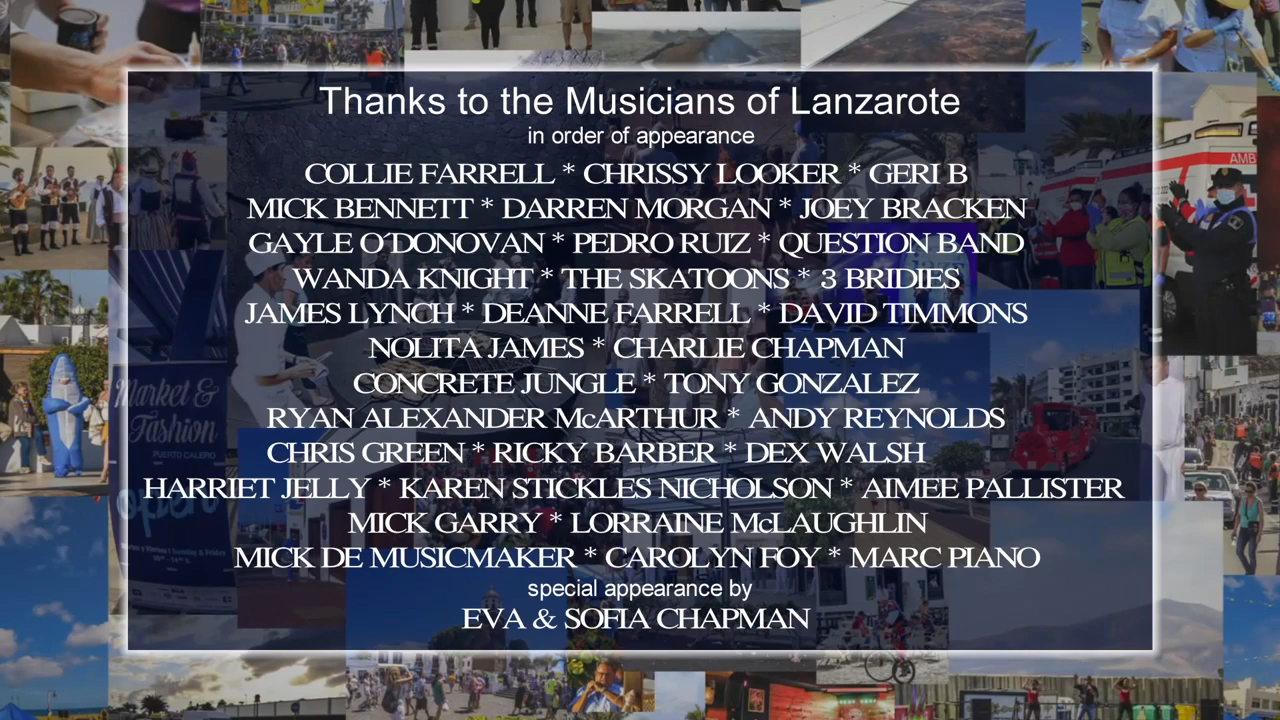 Thanks to the Musicians of Lanzarote
in order of appearance
COLLIE FARRELL * CHRISSY LOOKER * GERI B
MICK BENNETT * DARREN MORGAN * JOEY BRACKEN
GAYLE O'DONOVAN * PEDRO RUIZ * QUESTION BAND
WANDA KNIGHT * THE SKATOONS * 3 BRIDIES
JAMES LYNCH * DEANNE FARRELL * DAVID TIMMONS
NOLITA JAMES * CHARLIE CHAPMAN
CONCRETE JUNGLE * TONY GONZALEZ
RYAN ALEXANDER McARTHUR * ANDY REYNOLDS
CHRIS GREEN * RICKY BARBER * DEX WALSH
HARRIET JELLY * KAREN STICKLES NICHOLSON * AIMEE PALLISTER
MICK GARRY * LORRAINE McLAUGHLIN
MICK DE MUSICMAKER * CAROLYN FOY * MARC PIANO
special appearance by
EVA & SOFIA CHAPMAN
AMB
Market &
Fashion
PUERTO CALERO
open